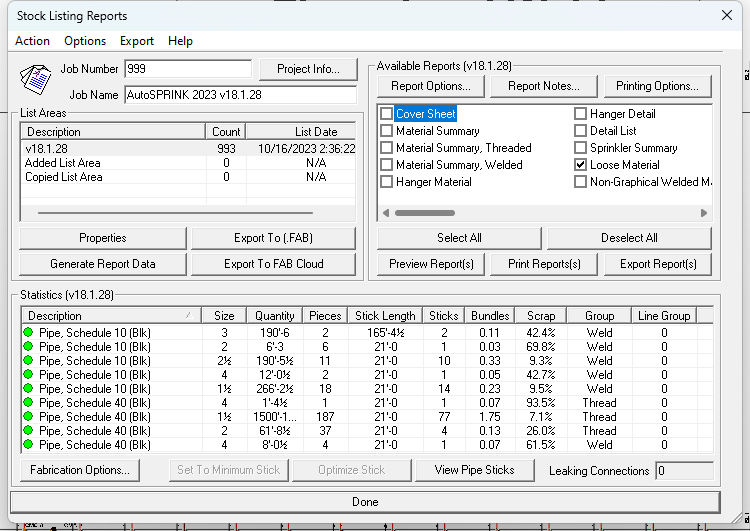 Stock Listing Reports
Action Options Export Help
Job Number 999 Project Info...
Job Name AutoSPRINK 2023 v18.1.28
Available Reports (v18.1.28)
Report Options... Report Notes... Printing Options...
Cover Sheet Hanger Detail
Material Summary Detail List
Material Summary, Threaded Sprinkler Summary
Material Summary, Welded Loose Material
Hanger Material Non-Graphical Welded M
Select All Deselect All
Preview Report(s) Print Reports(s) Export Report(s)
List Areas
Description Count List Date
v18.1.28 993 10/16/2023 2:36:22
Added List Area 0 N/A
Copied List Area 0 N/A
Properties Export To (.FAB)
Generate Report Data Export To FAB Cloud
Statistics (v18.1.28)
Description Size Quantity Pieces Stick Length Sticks Bundles Scrap Group Line Group
Pipe, Schedule 10 (Blk) 3 190'-6 2 165'-4½ 2 0.11 42.4% Weld 0
Pipe, Schedule 10 (Blk) 2 6'-3 6 21'-0 1 0.03 69.8% Weld 0
Pipe, Schedule 10 (Blk) 2½ 190'-5½ 11 21'-0 10 0.33 9.3% Weld 0
Pipe, Schedule 10 (Blk) 4 12'-0½ 2 21'-0 1 0.05 42.7% Weld 0
Pipe, Schedule 10 (Blk) 1½ 266'-2½ 18 21'-0 14 0.23 9.5% Weld 0
Pipe, Schedule 40 (Blk) 4 1'-4½ 1 21'-0 1 0.07 93.5% Thread 0
Pipe, Schedule 40 (Blk) 1½ 1500'-1... 187 21'-0 77 1.75 7.1% Thread 0
Pipe, Schedule 40 (Blk) 2 61'-8½ 37 21'-0 4 0.13 26.0% Thread 0
Pipe, Schedule 40 (Blk) 4 8'-0½ 4 21'-0 1 0.07 61.5% Weld 0
Fabrication Options... Set To Minimum Stick Optimize Stick View Pipe Sticks Leaking Connections 0
Done